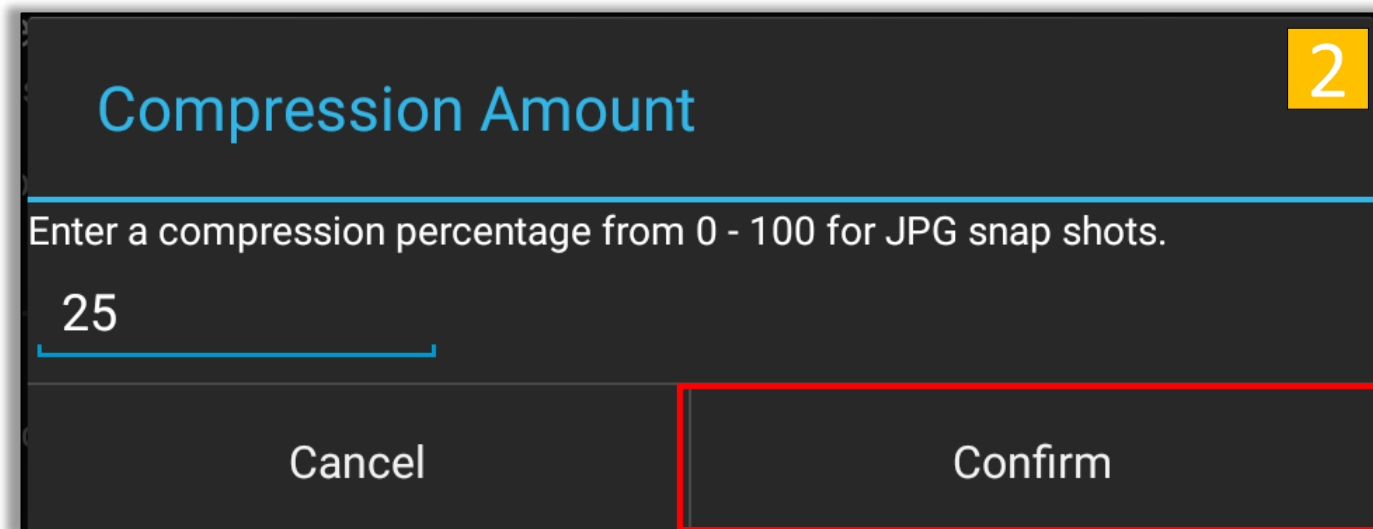 2
Compression Amount
Enter a compression percentage from 0 - 100 for JPG snap shots.
25
Cancel
Confirm